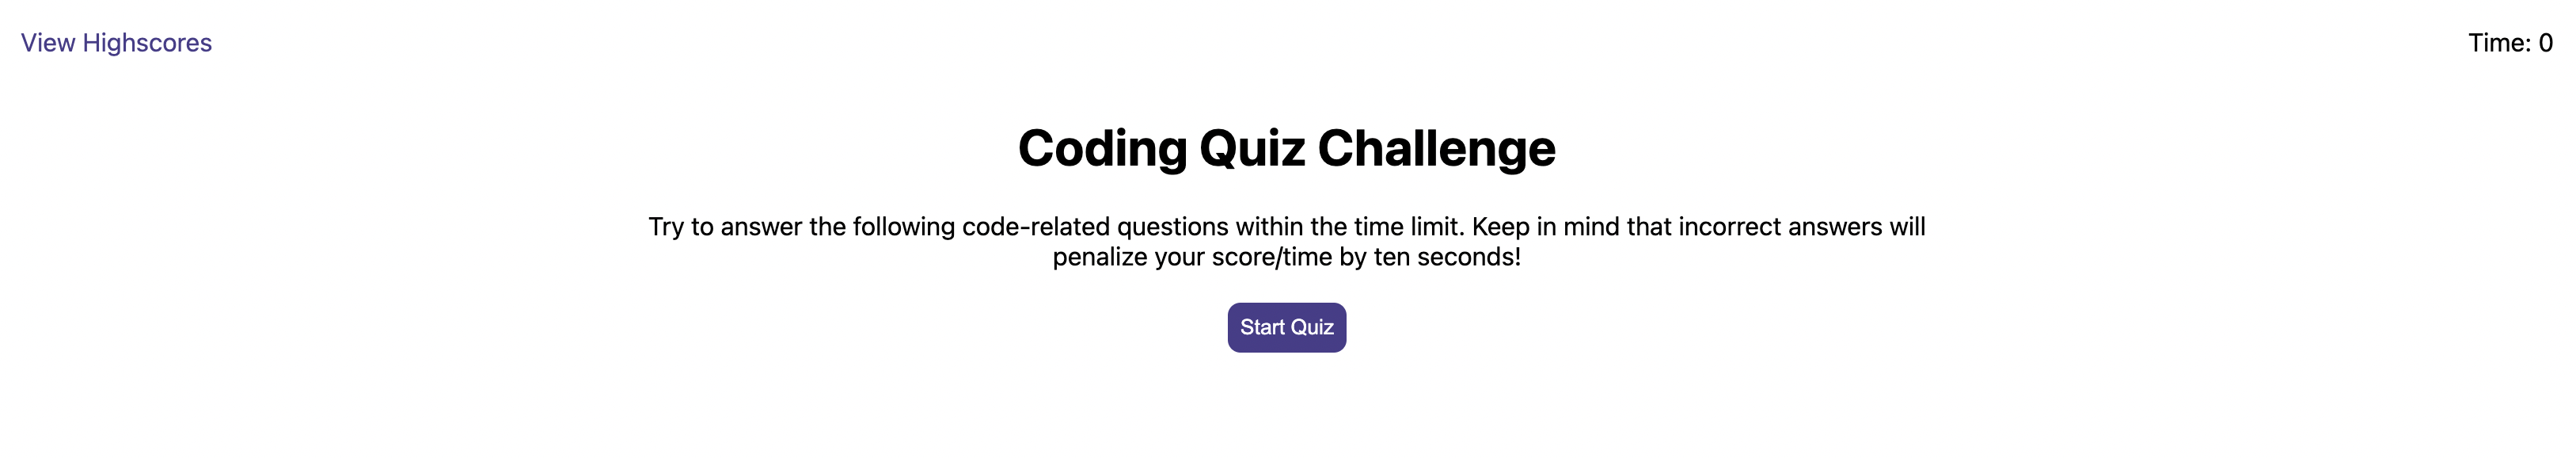 View Highscores
Time: 0
Coding Quiz Challenge
Try to answer the following code-related questions within the time limit. Keep in mind that incorrect answers will
penalize your score/time by ten seconds!
Start Quiz